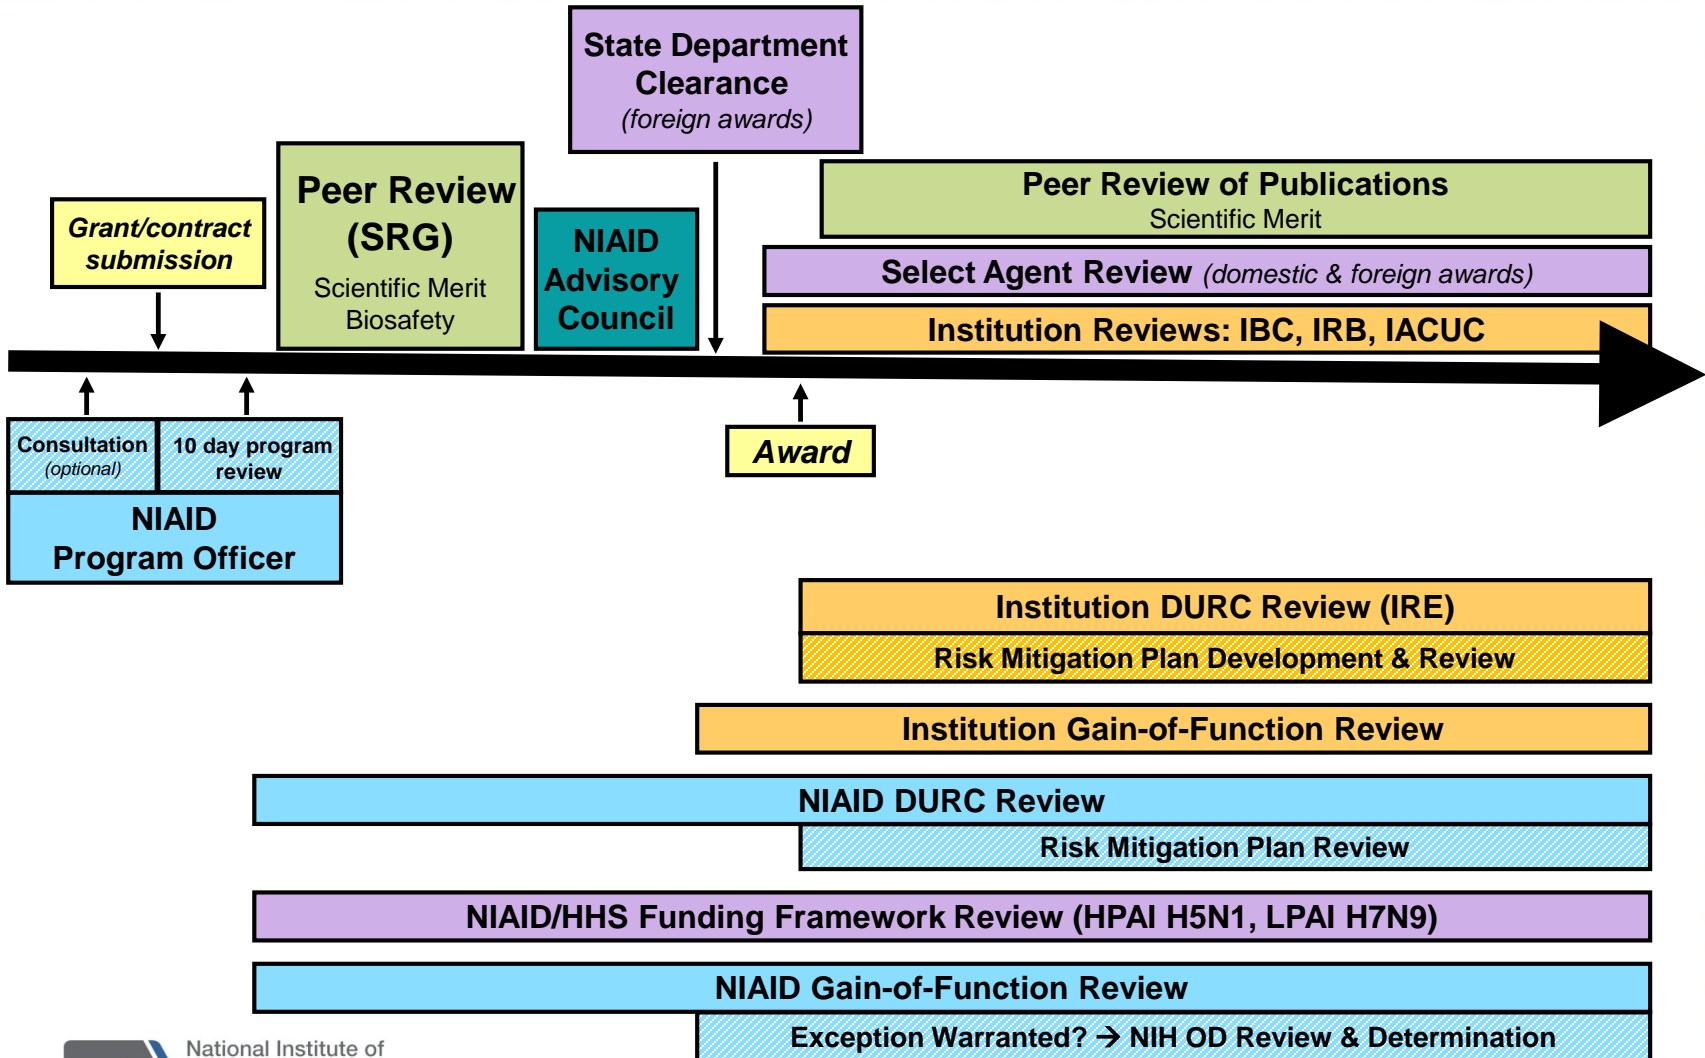 State Department
Clearance
(foreign awards)
Grant/contract
submission
Peer Review
(SRG)
Scientific Merit
Biosafety
NIAID
Advisory
Council
Peer Review of Publications
Scientific Merit
Select Agent Review (domestic & foreign awards)
Institution Reviews: IBC, IRB, IACUC
Consultation
(optional)
10 day program
review
NIAID
Program Officer
Award
Institution DURC Review (IRE)
Risk Mitigation Plan Development & Review
Institution Gain-of-Function Review
NIAID DURC Review
Risk Mitigation Plan Review
NIAID/HHS Funding Framework Review (HPAI H5N1, LPAI H7N9)
NIAID Gain-of-Function Review
Exception Warranted? → NIH OD Review & Determination
National Institute of